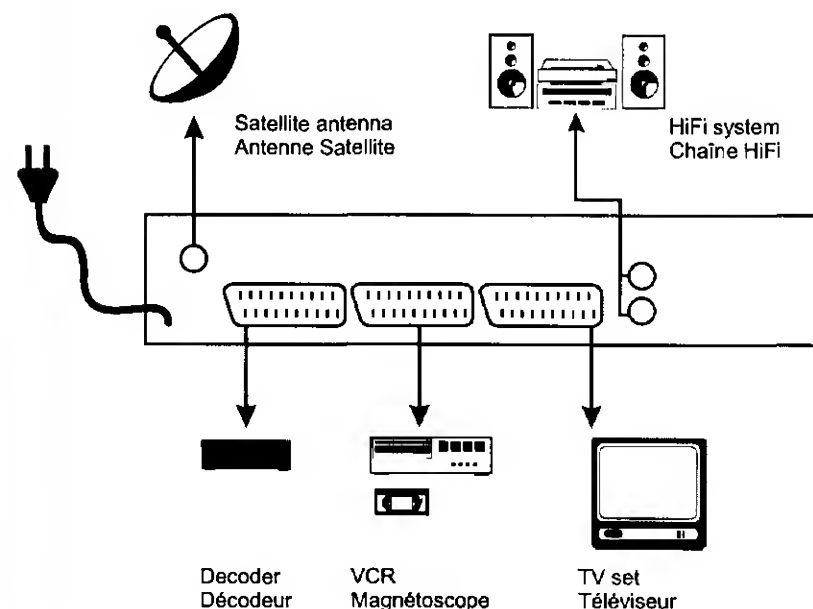 Satellite antenna
Antenne Satellite
HiFi system
Chaîne HiFi
Decoder
Décodeur
VCR
Magnétoscope
TV set
Téléviseur